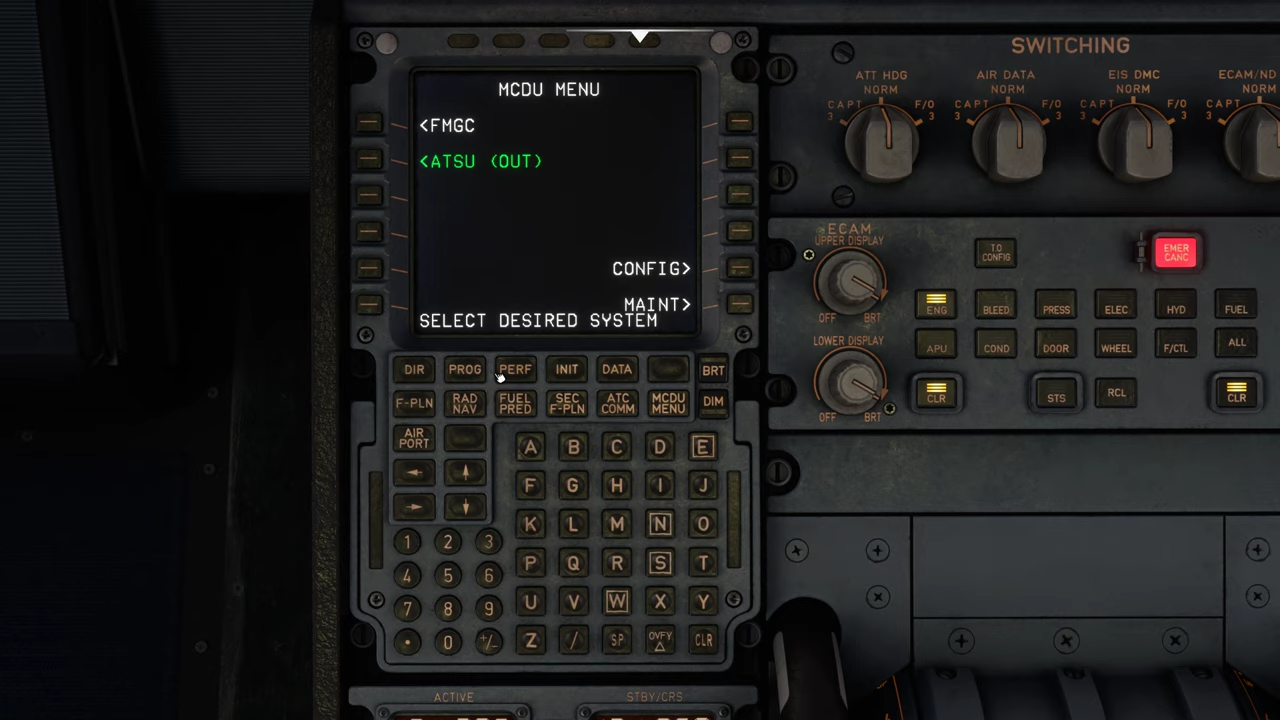 MCDU MENU
<FMGC
<ATSU (OUT)
CONFIG>
MAINT>
SELECT DESIRED SYSTEM
DIR
PROG
PERF
INIT
DATA
BRT
F-PLN
RAD NAV
FUEL PRED
SEC F-PLN
ATC COMM
MCDU MENU
DIM
AIR PORT
A B C D E
F G H I J
K L M N O
P Q R S T
U V W X Y
Z / SP OVFY CLR
1 2 3
4 5 6
7 8 9
. 0 +/-
ACTIVE
STBY/CRS
SWITCHING
ATT HDG
NORM
CAPT 3
F/O 3
AIR DATA
NORM
CAPT 3
F/O 3
EIS DMC
NORM
CAPT 3
F/O 3
ECAM/ND
NORM
CAPT 3
ECAM
UPPER DISPLAY
OFF
BRT
LOWER DISPLAY
OFF
BRT
TO CONFIG
EMER CANC
ENG
BLEED
PRESS
ELEC
HYD
FUEL
APU
COND
DOOR
WHEEL
F/CTL
ALL
CLR
STS
RCL
CLR